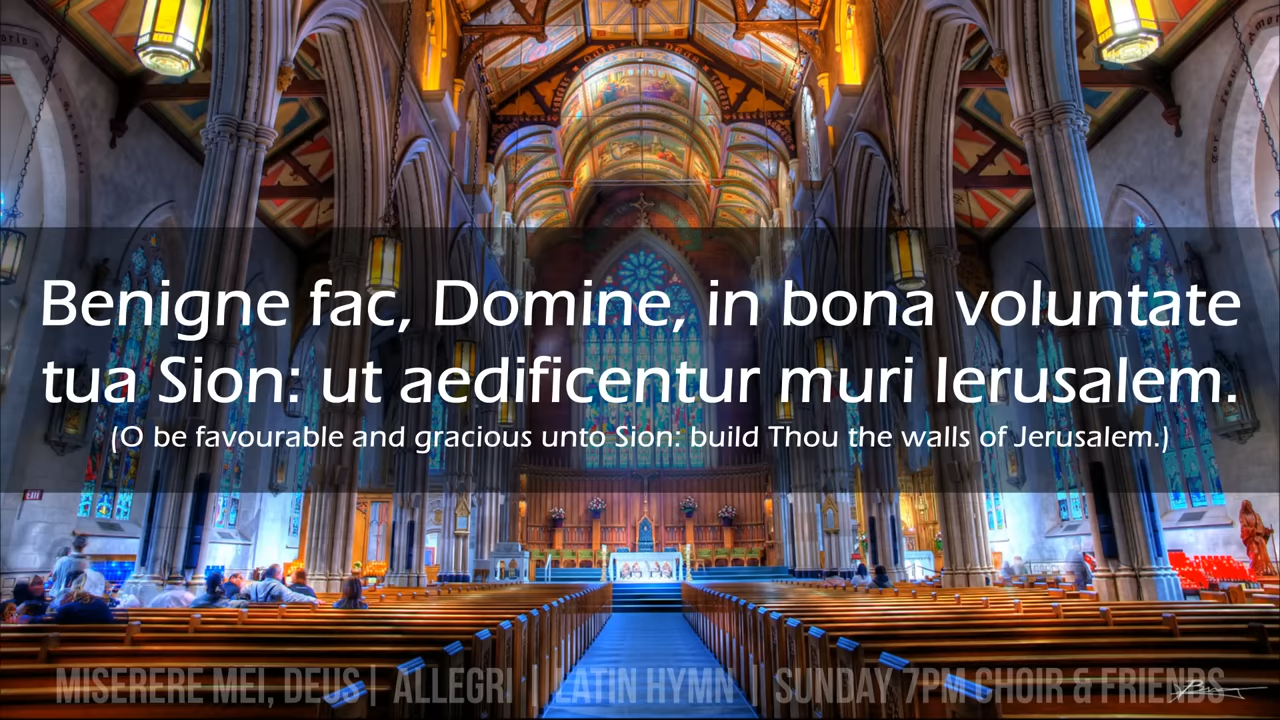 Benigne fac, Domine, in bona voluntate
tua Sion: ut aedificentur muri Ierusalem.
(O be favourable and gracious unto Sion: build Thou the walls of Jerusalem.)
EXIT
MISERERE MEI, DEUS | ALLEGRI | LATIN HYMN | SUNDAY 7PM CHOIR & FRIENDS